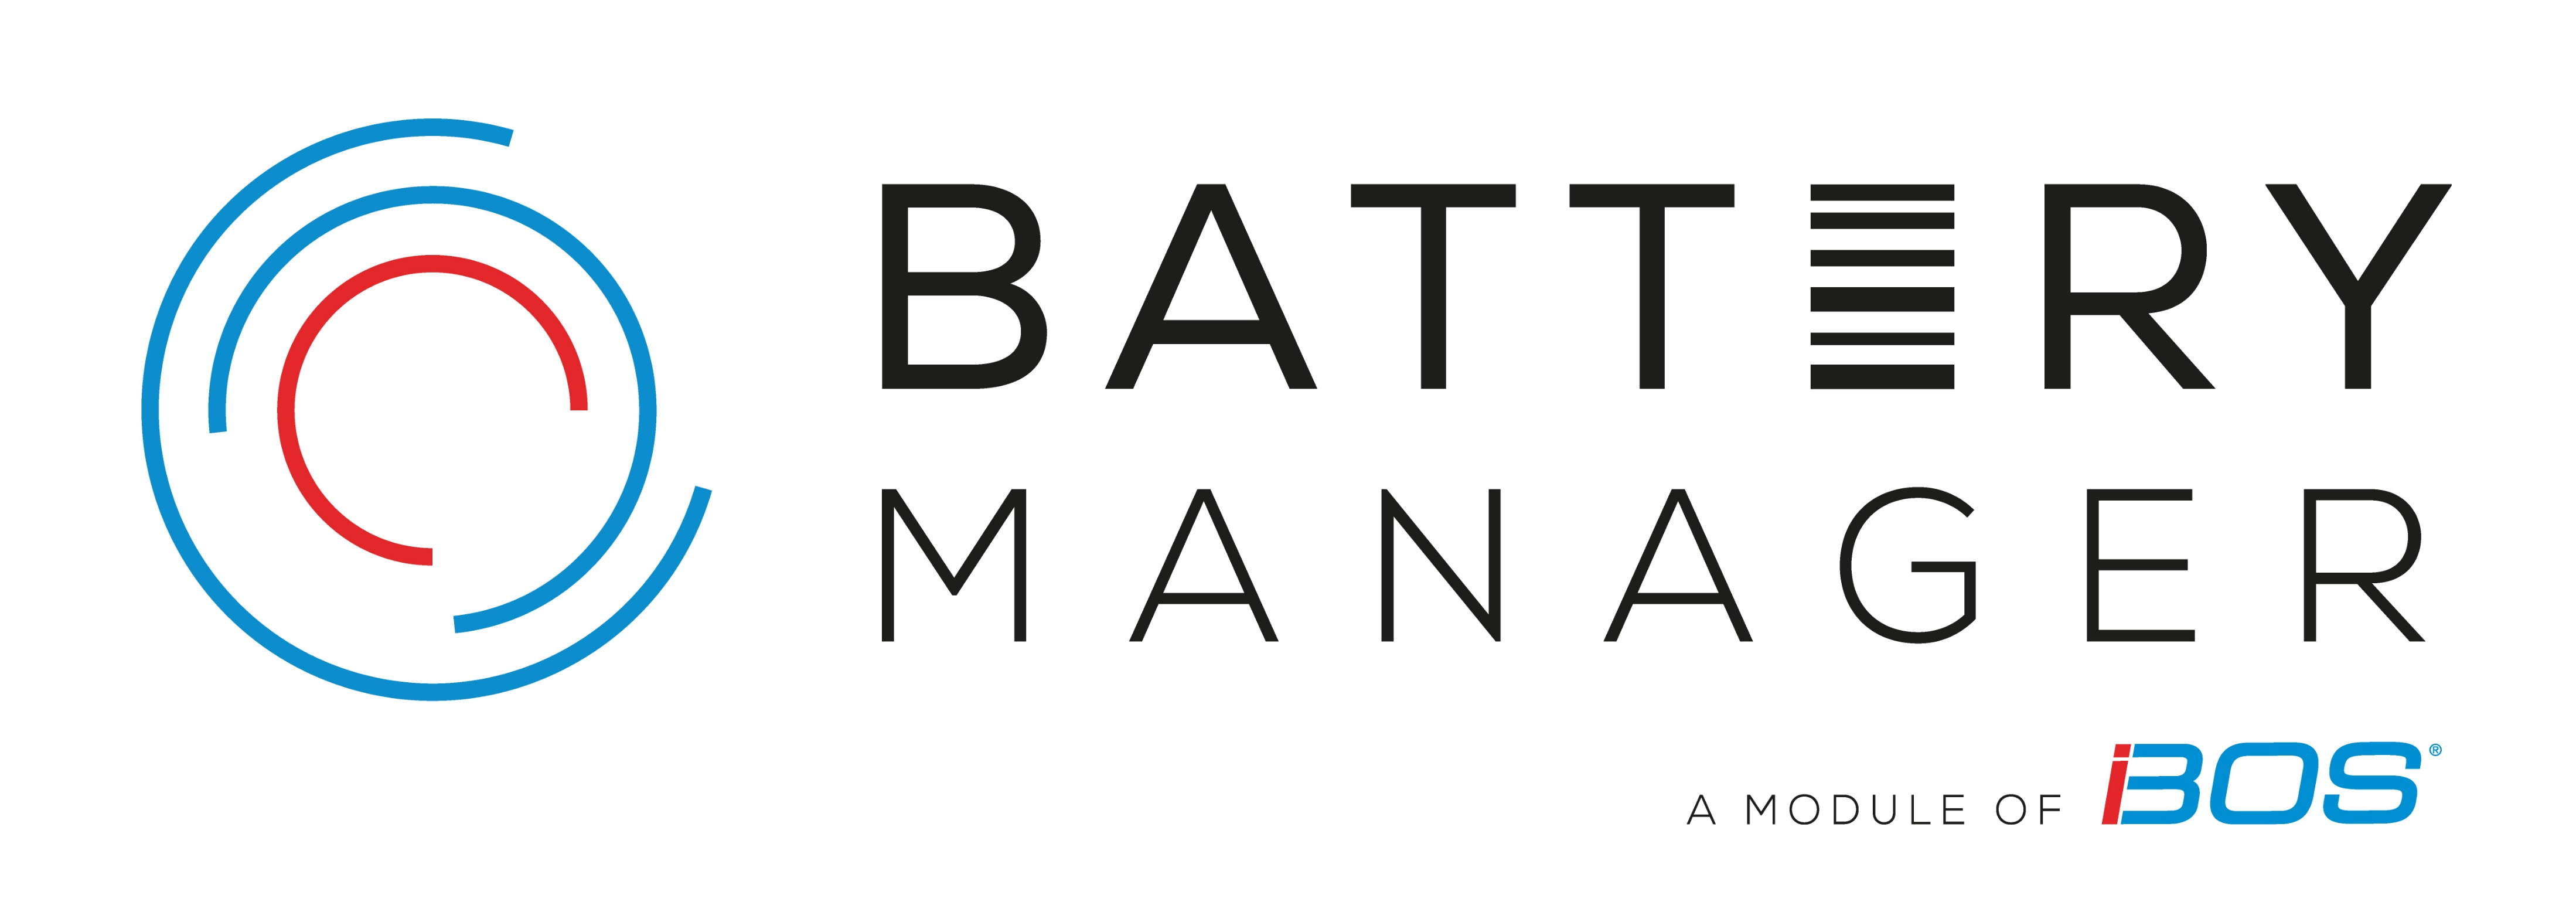 BATTERY
MANAGER
A MODULE OF iBOS®